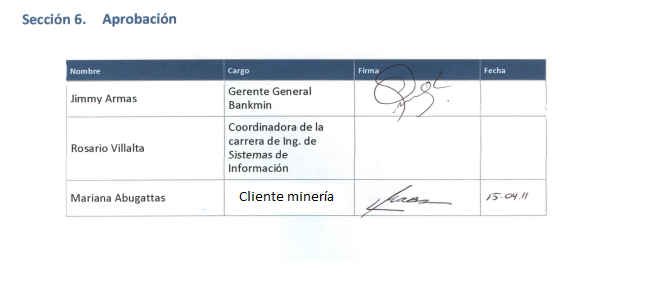 Sección 6. Aprobación
Nombre Cargo Firma Fecha
Jimmy Armas
Gerente General
Bankmin
Rosario Villalta
Coordinadora de la
carrera de Ing. de
Sistemas de
Información
Mariana Abugattas
Cliente minería
15.04.11